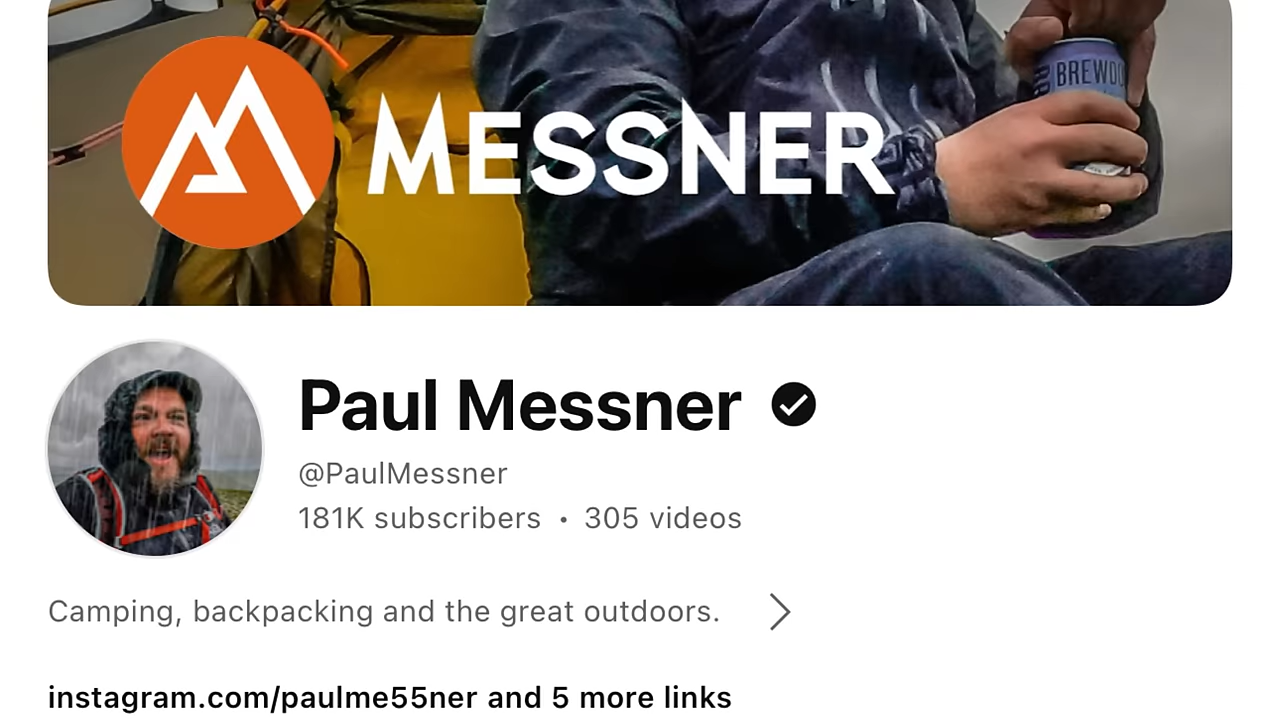 BREWDO
MESSNER
Paul Messner
@PaulMessner
181K subscribers • 305 videos
Camping, backpacking and the great outdoors.
instagram.com/paulme55ner and 5 more links